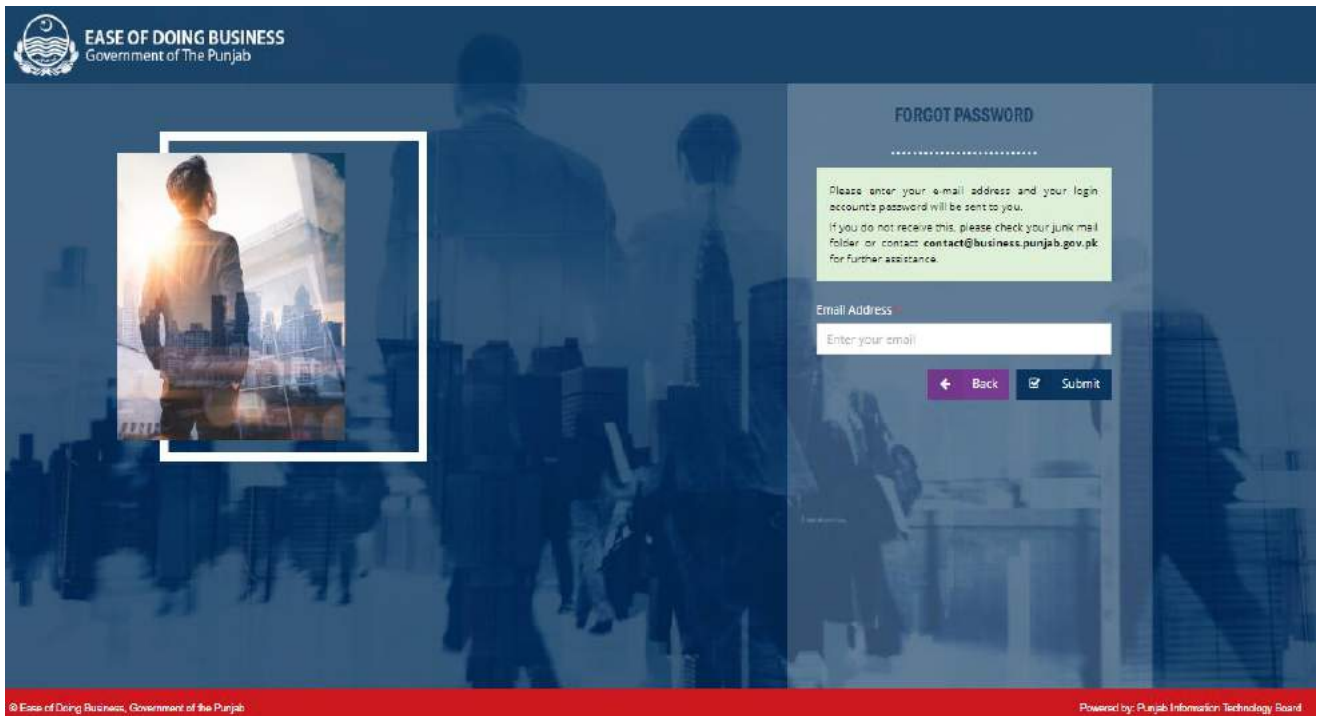 EASE OF DOING BUSINESS
Government of The Punjab
FORGOT PASSWORD
Please enter your e-mail address and your login
account's password will be sent to you.
If you do not receive this, please check your junk mail
folder or contact contact@business.punjab.gov.pk
for further assistance.
Email Address *
Enter your email
Back
Submit
© Ease of Doing Business, Government of the Punjab
Powered by: Punjab Information Technology Board